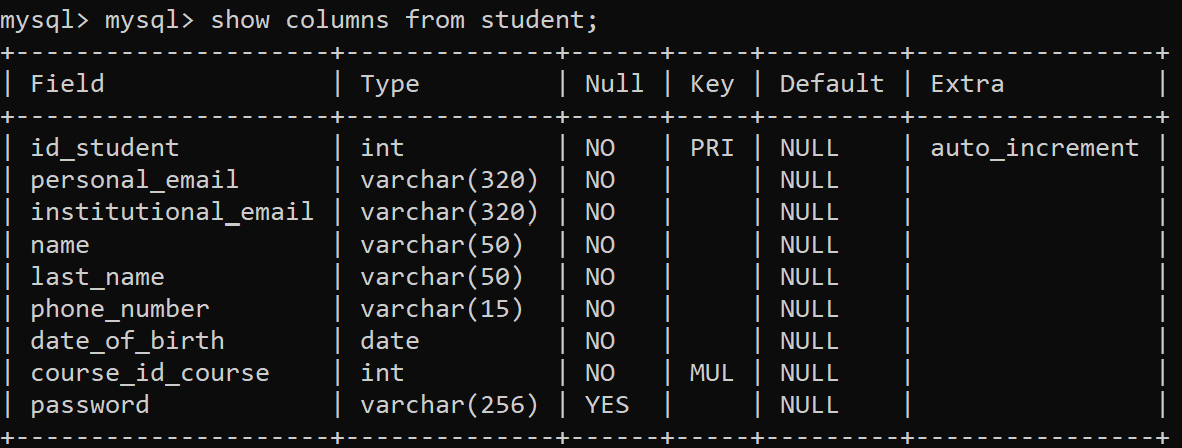 mysql> mysql> show columns from student;
+---------------------+--------------+------+-----+---------+----------------+
| Field               | Type         | Null | Key | Default | Extra          |
+---------------------+--------------+------+-----+---------+----------------+
| id_student          | int          | NO   | PRI | NULL    | auto_increment |
| personal_email      | varchar(320) | NO   |     | NULL    |                |
| institutional_email | varchar(320) | NO   |     | NULL    |                |
| name                | varchar(50)  | NO   |     | NULL    |                |
| last_name           | varchar(50)  | NO   |     | NULL    |                |
| phone_number        | varchar(15)  | NO   |     | NULL    |                |
| date_of_birth       | date         | NO   |     | NULL    |                |
| course_id_course    | int          | NO   | MUL | NULL    |                |
| password            | varchar(256) | YES  |     | NULL    |                |
+---------------------+--------------+------+-----+---------+----------------+